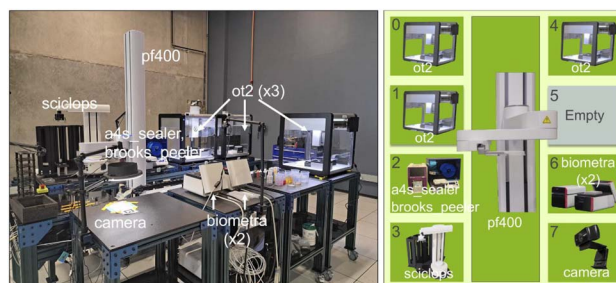 pf400
ot2 (x3)
sciclops
a4s_sealer,
brooks_peeler
camera
biometra
(x2)
0
ot2
1
ot2
2
a4s_sealer
brooks_peeler
3
sciclops
pf400
4
ot2
5
Empty
6 biometra
(x2)
7
camera